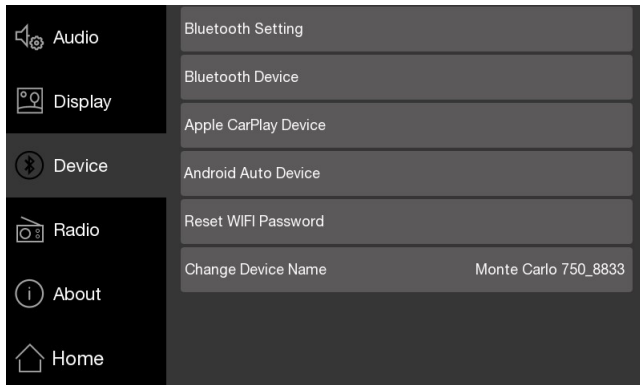 Audio
Display
Device
Radio
About
Home
Bluetooth Setting
Bluetooth Device
Apple CarPlay Device
Android Auto Device
Reset WIFI Password
Change Device Name Monte Carlo 750_8833